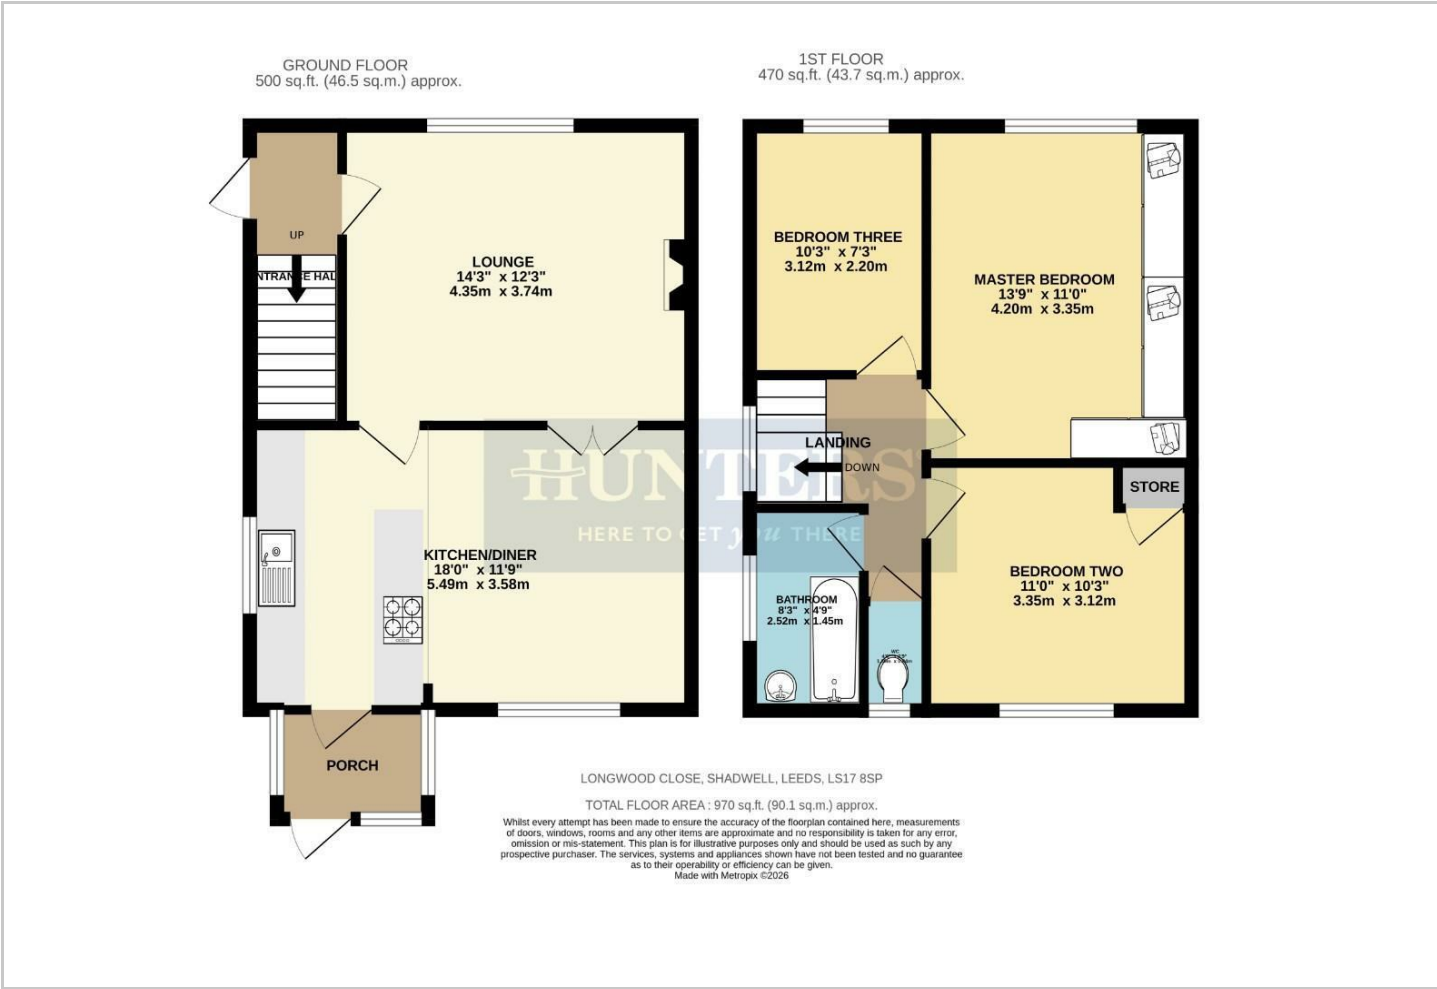 GROUND FLOOR
500 sq.ft. (46.5 sq.m.) approx.
1ST FLOOR
470 sq.ft. (43.7 sq.m.) approx.
UP
NTRANCE HAL
LOUNGE
14'3" x 12'3"
4.35m x 3.74m
KITCHEN/DINER
18'0" x 11'9"
5.49m x 3.58m
PORCH
BEDROOM THREE
10'3" x 7'3"
3.12m x 2.20m
MASTER BEDROOM
13'9" x 11'0"
4.20m x 3.35m
LANDING
DOWN
STORE
BATHROOM
8'3" x 4'9"
2.52m x 1.45m
WC
BEDROOM TWO
11'0" x 10'3"
3.35m x 3.12m
HUNTERS
HERE TO GET you THERE
LONGWOOD CLOSE, SHADWELL, LEEDS, LS17 8SP
TOTAL FLOOR AREA : 970 sq.ft. (90.1 sq.m.) approx.
Whilst every attempt has been made to ensure the accuracy of the floorplan contained here, measurements
of doors, windows, rooms and any other items are approximate and no responsibility is taken for any error,
omission or mis-statement. This plan is for illustrative purposes only and should be used as such by any
prospective purchaser. The services, systems and appliances shown have not been tested and no guarantee
as to their operability or efficiency can be given.
Made with Metropix ©2026